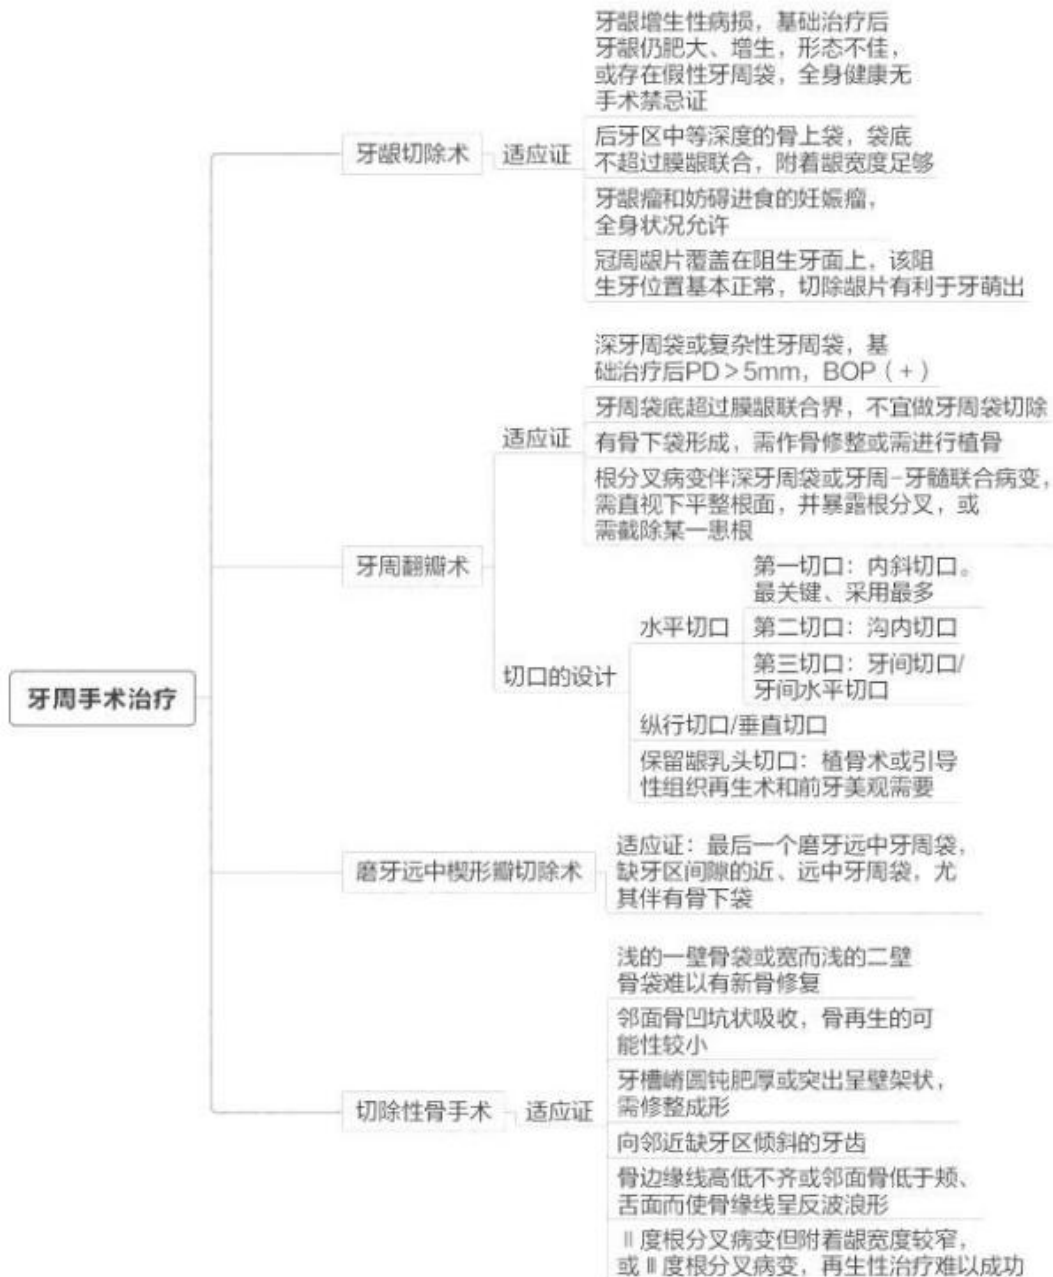 牙周手术治疗
牙龈切除术
适应证
牙龈增生性病损，基础治疗后
牙龈仍肥大、增生，形态不佳，
或存在假性牙周袋，全身健康无
手术禁忌证
后牙区中等深度的骨上袋，袋底
不超过膜龈联合，附着龈宽度足够
牙龈瘤和妨碍进食的妊娠瘤，
全身状况允许
冠周龈片覆盖在阻生牙面上，该阻
生牙位置基本正常，切除龈片有利于牙萌出
牙周翻瓣术
适应证
深牙周袋或复杂性牙周袋，基
础治疗后PD＞5mm，BOP（+）
牙周袋底超过膜龈联合界，不宜做牙周袋切除
有骨下袋形成，需作骨修整或需进行植骨
根分叉病变伴深牙周袋或牙周-牙髓联合病变，
需直视下平整根面，并暴露根分叉，或
需截除某一患根
切口的设计
水平切口
第一切口：内斜切口。
最关键、采用最多
第二切口：沟内切口
第三切口：牙间切口/
牙间水平切口
纵行切口/垂直切口
保留龈乳头切口：植骨术或引导
性组织再生术和前牙美观需要
磨牙远中楔形瓣切除术
适应证：最后一个磨牙远中牙周袋，
缺牙区间隙的近、远中牙周袋，尤
其伴有骨下袋
切除性骨手术
适应证
浅的一壁骨袋或宽而浅的二壁
骨袋难以有新骨修复
邻面骨凹坑状吸收，骨再生的可
能性较小
牙槽嵴圆钝肥厚或突出呈壁架状，
需修整成形
向邻近缺牙区倾斜的牙齿
骨边缘线高低不齐或邻面骨低于颊、
舌面而使骨缘线呈反波浪形
Ⅱ度根分叉病变但附着龈宽度较窄，
或Ⅲ度根分叉病变，再生性治疗难以成功